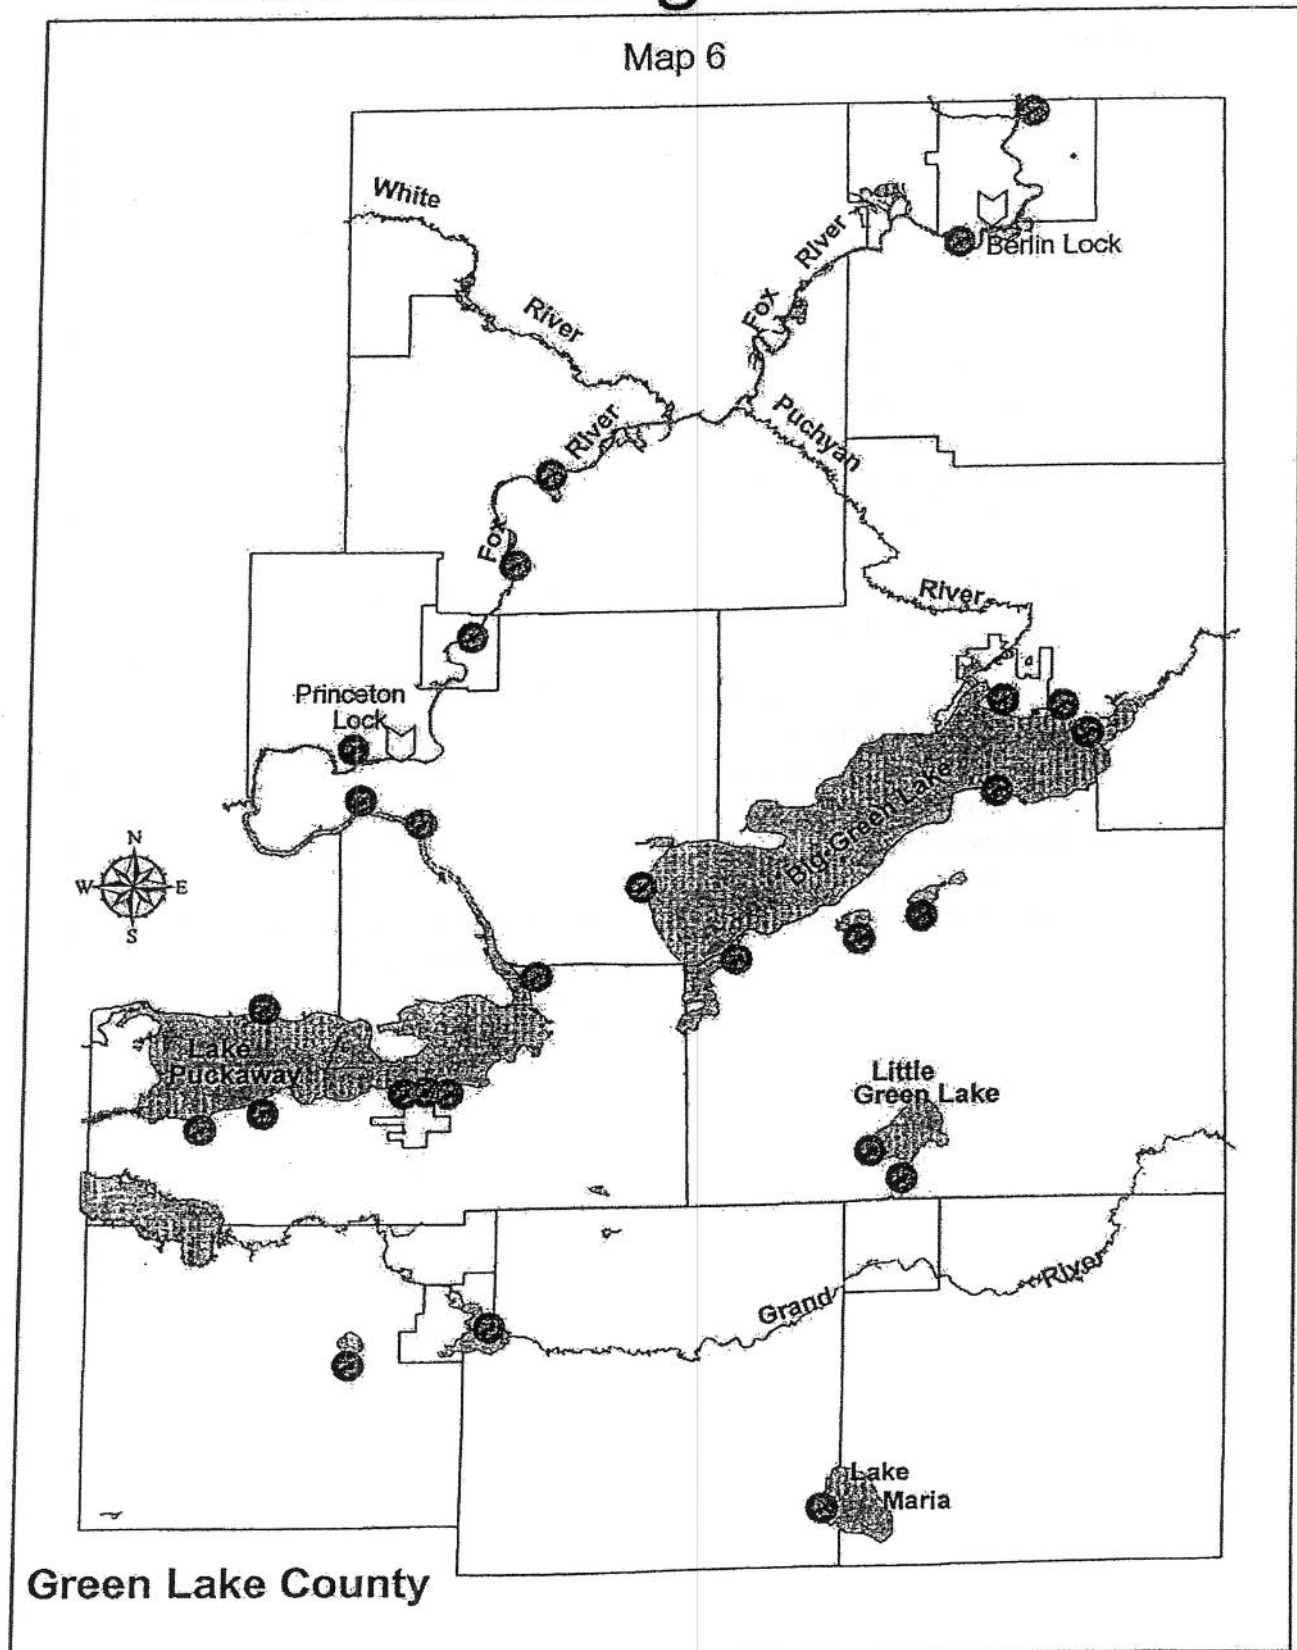 Map 6
White
River
Fox
River
Berlin Lock
Puchyan
River
River
Fox
Princeton
Lock
Big Green Lake
N
W
E
S
Lake
Puckaway
Little
Green Lake
Grand
River
Lake
Maria
Green Lake County